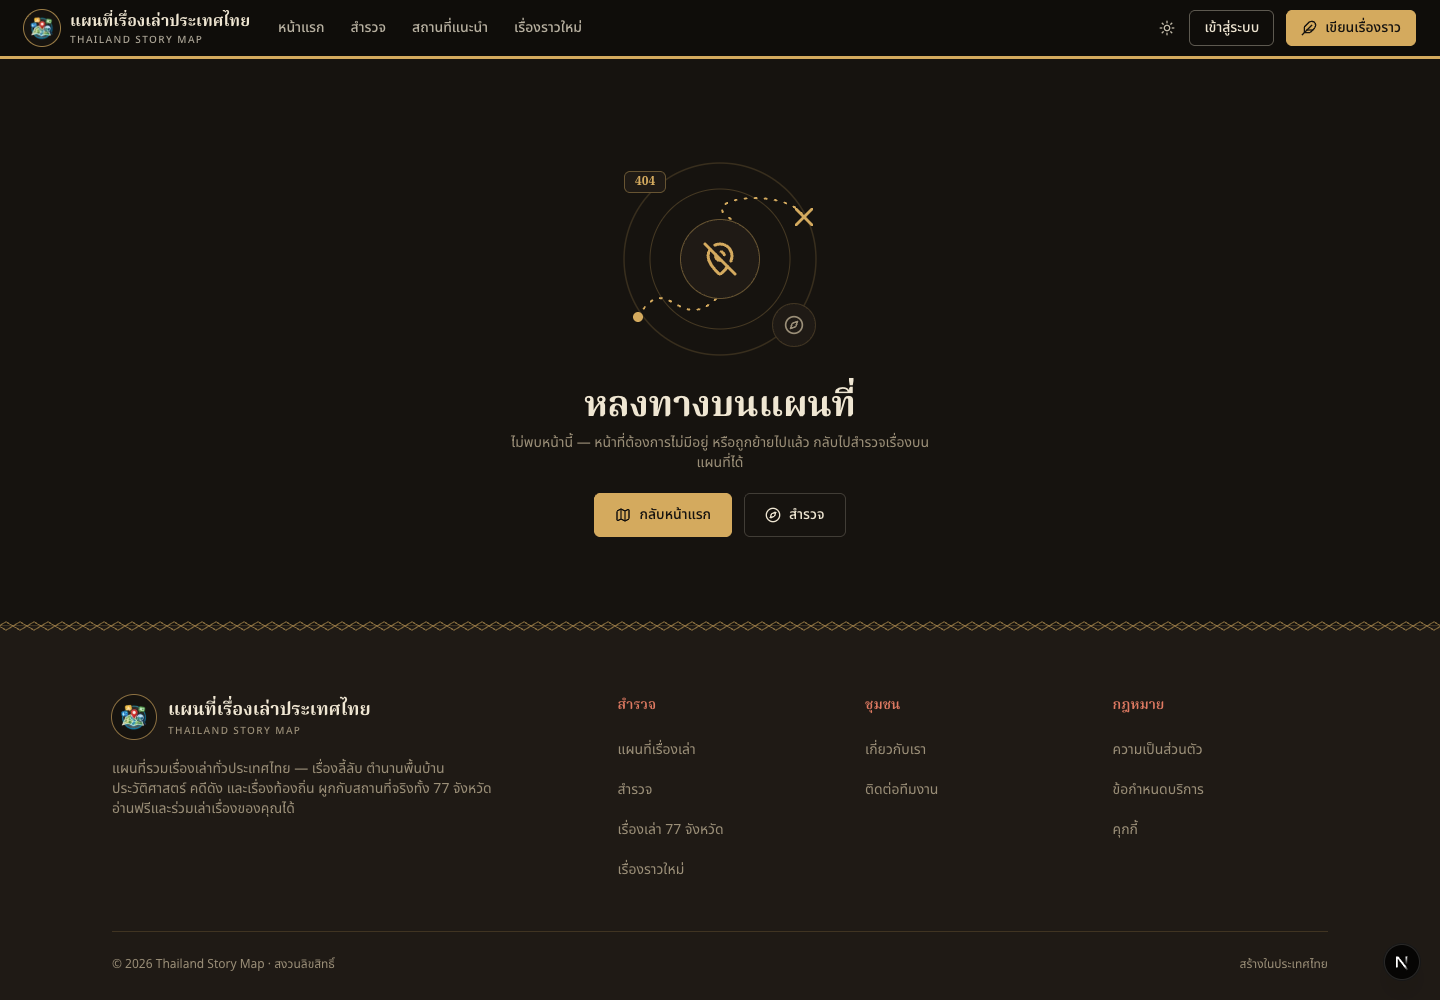 แผนที่เรื่องเล่าประเทศไทย
THAILAND STORY MAP
หน้าแรก
สำรวจ
สถานที่แนะนำ
เรื่องราวใหม่
เข้าสู่ระบบ
เขียนเรื่องราว
404
หลงทางบนแผนที่
ไม่พบหน้านี้ — หน้าที่ต้องการไม่มีอยู่ หรือถูกย้ายไปแล้ว กลับไปสำรวจเรื่องบน
แผนที่ได้
กลับหน้าแรก
สำรวจ
แผนที่เรื่องเล่าประเทศไทย
THAILAND STORY MAP
แผนที่รวมเรื่องเล่าทั่วประเทศไทย — เรื่องลี้ลับ ตำนานพื้นบ้าน
ประวัติศาสตร์ คดีดัง และเรื่องท้องถิ่น ผูกกับสถานที่จริงทั้ง 77 จังหวัด
อ่านฟรีและร่วมเล่าเรื่องของคุณได้
สำรวจ
แผนที่เรื่องเล่า
สำรวจ
เรื่องเล่า 77 จังหวัด
เรื่องราวใหม่
ชุมชน
เกี่ยวกับเรา
ติดต่อทีมงาน
กฎหมาย
ความเป็นส่วนตัว
ข้อกำหนดบริการ
คุกกี้
© 2026 Thailand Story Map · สงวนลิขสิทธิ์
สร้างในประเทศไทย
N